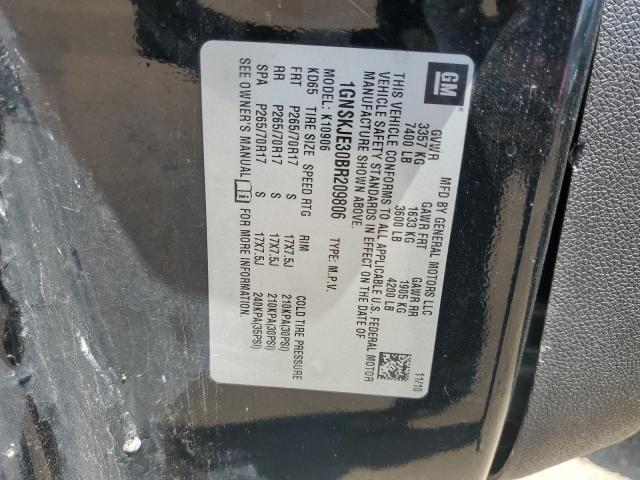 GM
MFD BY GENERAL MOTORS LLC
GVWR GAWR FRT GAWR RR
3357 KG 1633 KG 1905 KG
7400 LB 3600 LB 4200 LB
11/10
THIS VEHICLE CONFORMS TO ALL APPLICABLE U.S. FEDERAL MOTOR
VEHICLE SAFETY STANDARDS IN EFFECT ON THE DATE OF
MANUFACTURE SHOWN ABOVE.
1GNSKJE30BR209806 TYPE: M.P.V.
MODEL: K10906
KD65 TIRE SIZE SPEED RTG RIM COLD TIRE PRESSURE
FRT P265/70R17 S 17X7.5J 210KPA(30PSI)
RR P265/70R17 S 17X7.5J 210KPA(30PSI)
SPA P265/70R17 S 17X7.5J 240KPA(35PSI)
SEE OWNER'S MANUAL FOR MORE INFORMATION.